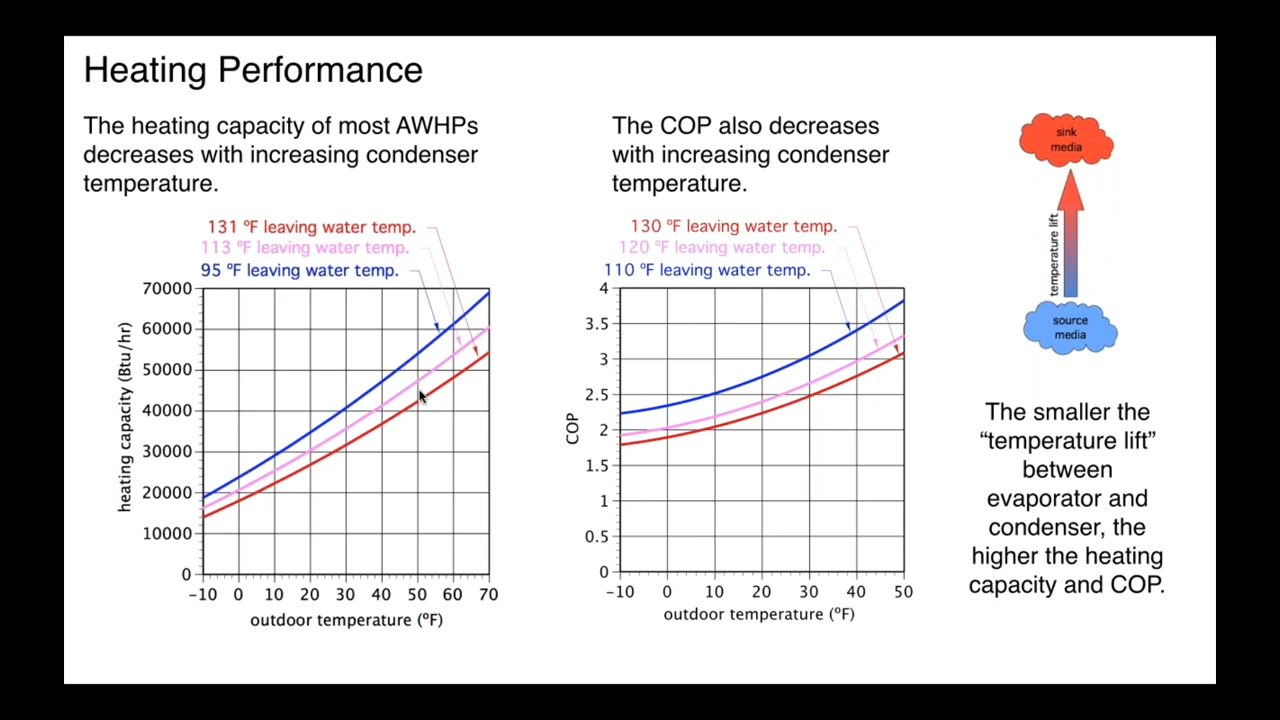 Heating Performance
The heating capacity of most AWHPs
decreases with increasing condenser
temperature.
131 ºF leaving water temp.
113 ºF leaving water temp.
95 ºF leaving water temp.
70000
60000
50000
40000
30000
20000
10000
0
heating capacity (Btu/hr)
−10 0 10 20 30 40 50 60 70
outdoor temperature (ºF)
The COP also decreases
with increasing condenser
temperature.
130 ºF leaving water temp.
120 ºF leaving water temp.
110 ºF leaving water temp.
4
3.5
3
2.5
2
1.5
1
0.5
0
COP
−10 0 10 20 30 40 50
outdoor temperature (ºF)
sink
media
temperature lift
source
media
The smaller the
“temperature lift”
between
evaporator and
condenser, the
higher the heating
capacity and COP.